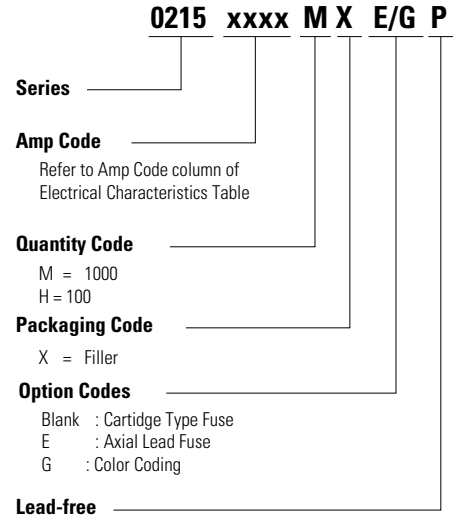 0215 xxxx M X E/G P
Series
Amp Code
Refer to Amp Code column of
Electrical Characteristics Table
Quantity Code
M = 1000
H = 100
Packaging Code
X = Filler
Option Codes
Blank : Cartidge Type Fuse
E : Axial Lead Fuse
G : Color Coding
Lead-free